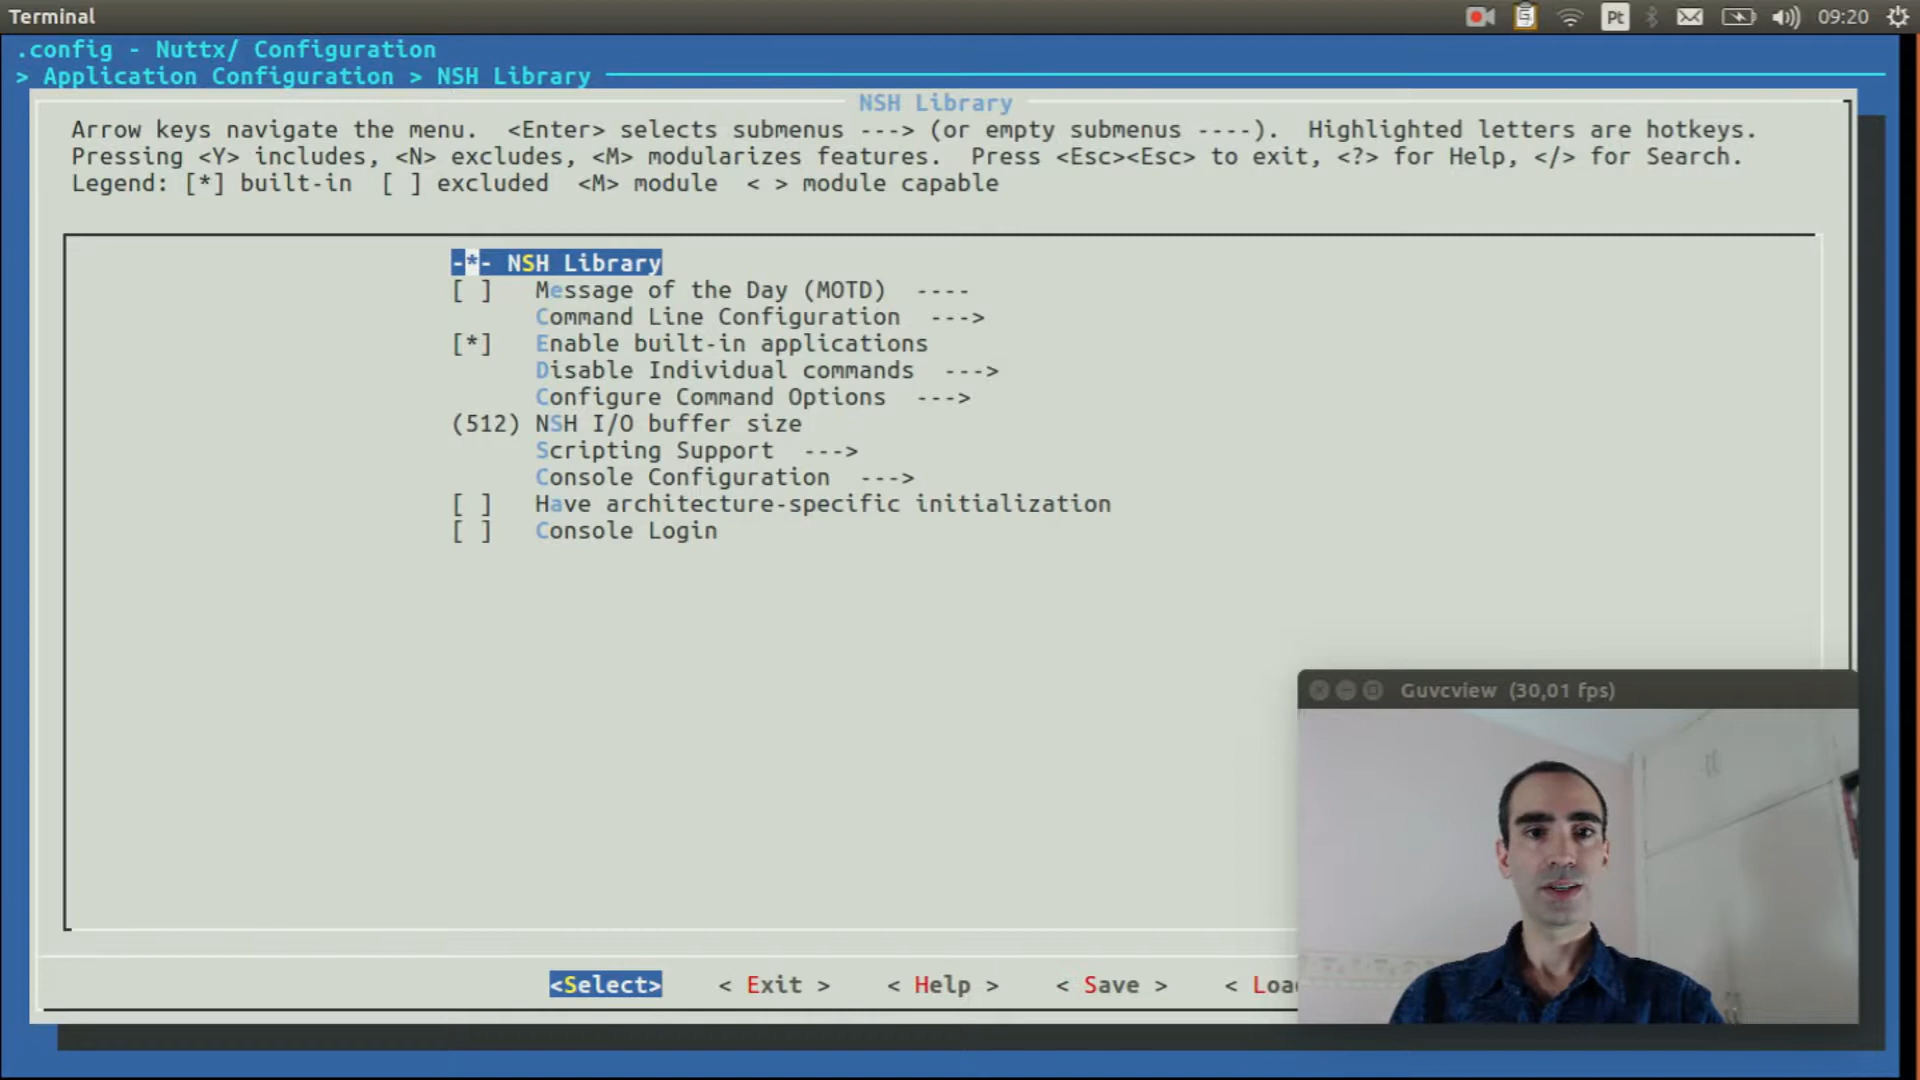 Terminal
Pt
09:20
.config - Nuttx/ Configuration
> Application Configuration > NSH Library
NSH Library
Arrow keys navigate the menu. <Enter> selects submenus ---> (or empty submenus ----). Highlighted letters are hotkeys.
Pressing <Y> includes, <N> excludes, <M> modularizes features. Press <Esc><Esc> to exit, <?> for Help, </> for Search.
Legend: [*] built-in [ ] excluded <M> module < > module capable
-*- NSH Library
[ ] Message of the Day (MOTD) ----
Command Line Configuration --->
[*] Enable built-in applications
Disable Individual commands --->
Configure Command Options --->
(512) NSH I/O buffer size
Scripting Support --->
Console Configuration --->
[ ] Have architecture-specific initialization
[ ] Console Login
Guvcview (30,01 fps)
<Select> < Exit > < Help > < Save > < Loa